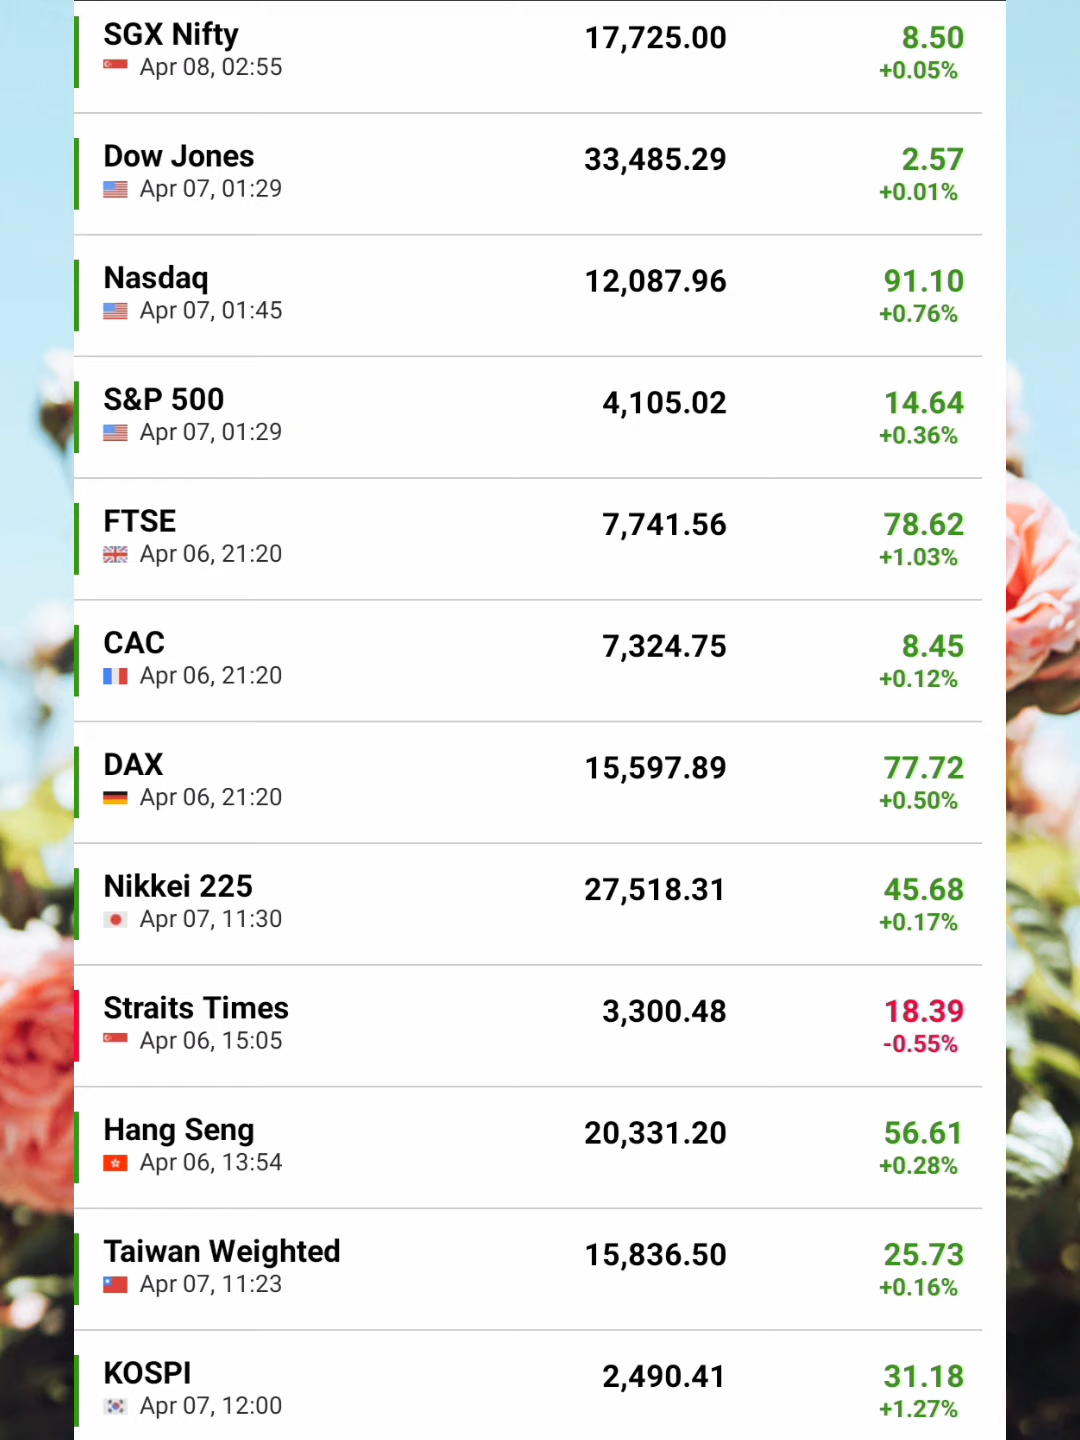 SGX Nifty 17,725.00 8.50
Apr 08, 02:55 +0.05%
Dow Jones 33,485.29 2.57
Apr 07, 01:29 +0.01%
Nasdaq 12,087.96 91.10
Apr 07, 01:45 +0.76%
S&P 500 4,105.02 14.64
Apr 07, 01:29 +0.36%
FTSE 7,741.56 78.62
Apr 06, 21:20 +1.03%
CAC 7,324.75 8.45
Apr 06, 21:20 +0.12%
DAX 15,597.89 77.72
Apr 06, 21:20 +0.50%
Nikkei 225 27,518.31 45.68
Apr 07, 11:30 +0.17%
Straits Times 3,300.48 18.39
Apr 06, 15:05 -0.55%
Hang Seng 20,331.20 56.61
Apr 06, 13:54 +0.28%
Taiwan Weighted 15,836.50 25.73
Apr 07, 11:23 +0.16%
KOSPI 2,490.41 31.18
Apr 07, 12:00 +1.27%